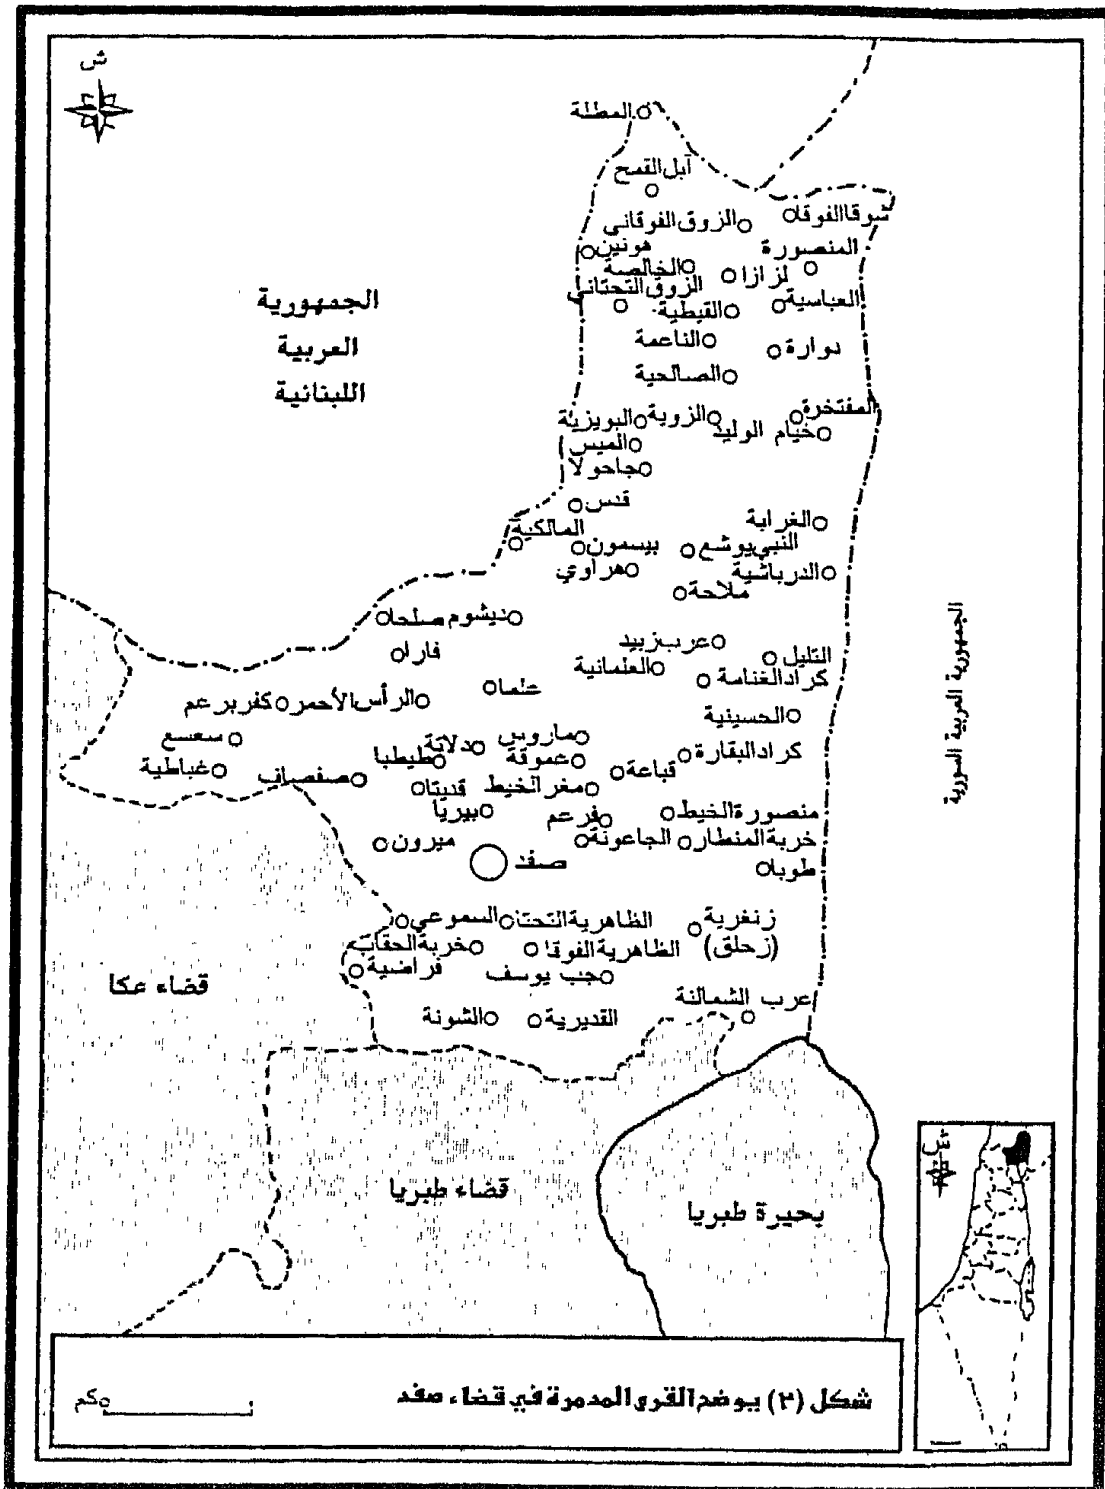 ش
المطلة
آبل القمح
شوقا الفوقا
الزوق الفوقاني
هونين
المنصورة
الخالصة
لزازا
الزوق التحتاني
العباسية
القيطية
الناعمة
دوارة
الصالحية
الجمهورية
العربية
اللبنانية
المفتخرة
البويزية
الزوية
خيام الوليد
الميس
جاحولا
قدس
الغرابة
المالكية
بيسمون
النبي يوشع
هراوي
الدرباشية
ملاحة
ديشوم
صلحا
عرب زبيد
فارا
التليل
العلمانية
كراد الغنامة
علما
الرأس الأحمر
كفر برعم
الحسينية
سعسع
ماروس
دلاتة
عموقة
طيطبا
كراد البقارة
قباعة
غباطية
صفصاف
مغر الخيط
قديتا
بيريا
فرعم
منصورة الخيط
ميرون
الجاعونة
خربة المنطار
صفد
طوبا
السموعي
الظاهرية التحتا
زنغرية
(زحلق)
خربة الحقاب
الظاهرية الفوقا
فراضية
جب يوسف
عرب الشمالنة
الشونة
القديرية
الجمهورية العربية السورية
قضاء عكا
قضاء طبريا
بحيرة طبريا
شكل (٣) يوضح القرى المدمرة في قضاء صفد
٥كم